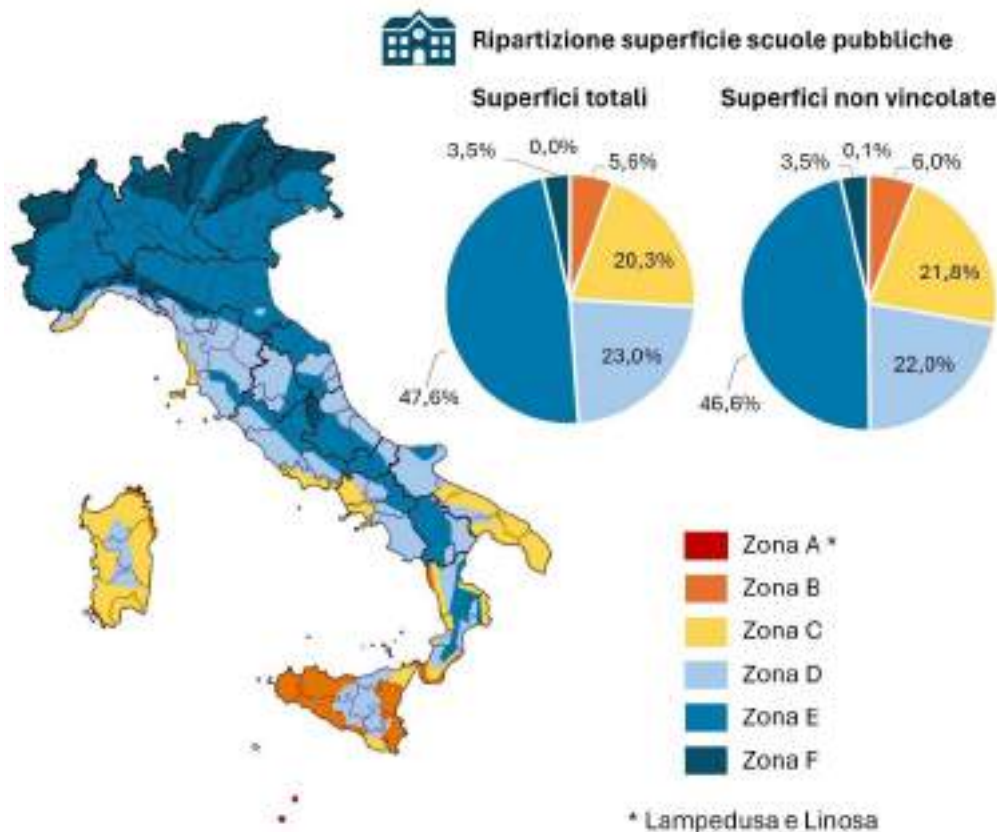 Ripartizione superficie scuole pubbliche
Superfici totali
Superfici non vincolate
3,5%
0,0%
5,6%
20,3%
23,0%
47,6%
3,5%
0,1%
6,0%
21,8%
22,0%
46,6%
Zona A *
Zona B
Zona C
Zona D
Zona E
Zona F
* Lampedusa e Linosa